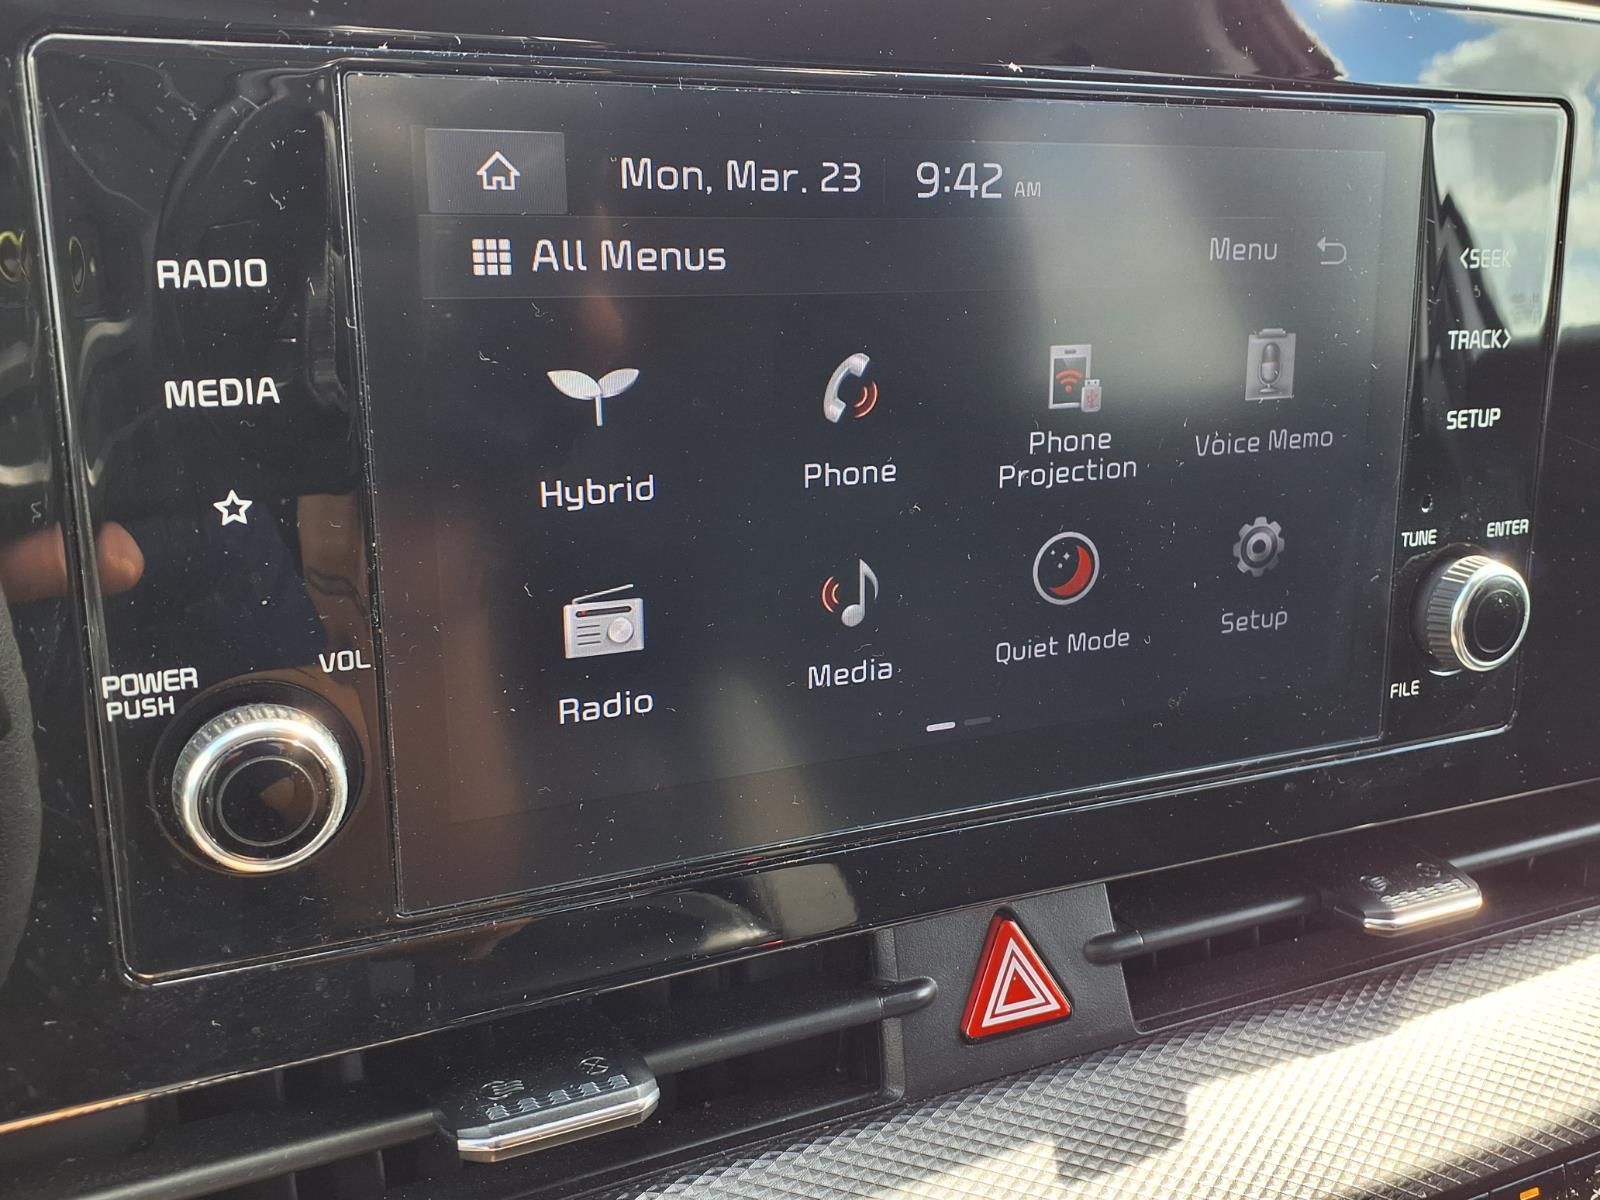 Mon, Mar. 23 9:42 AM
All Menus
Menu
RADIO
MEDIA
POWER
PUSH
VOL
Hybrid
Phone
Phone
Projection
Voice Memo
Radio
Media
Quiet Mode
Setup
<SEEK
TRACK>
SETUP
TUNE
ENTER
FILE